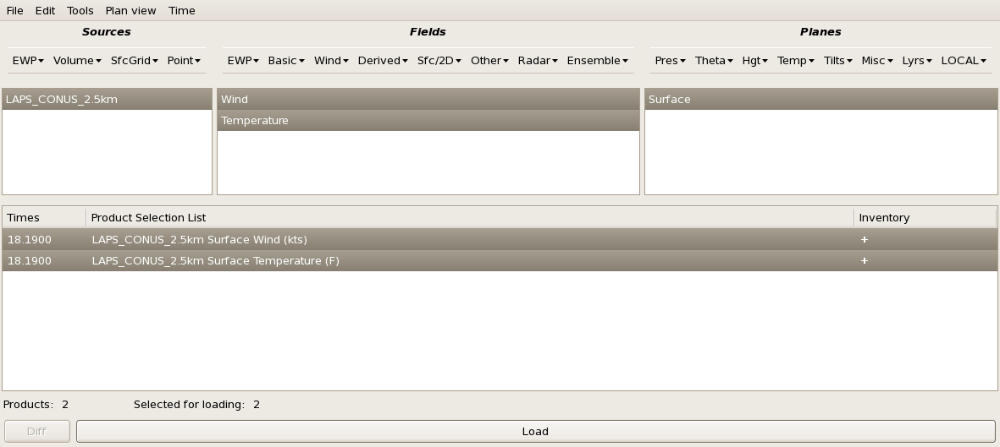 File Edit Tools Plan view Time
Sources Fields Planes
EWP Volume SfcGrid Point EWP Basic Wind Derived Sfc/2D Other Radar Ensemble Pres Theta Hgt Temp Tilts Misc Lyrs LOCAL
LAPS_CONUS_2.5km Wind Surface
Temperature
Times Product Selection List Inventory
18.1900 LAPS_CONUS_2.5km Surface Wind (kts) +
18.1900 LAPS_CONUS_2.5km Surface Temperature (F) +
Products: 2 Selected for loading: 2
Diff Load